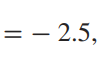 = – 2.5,